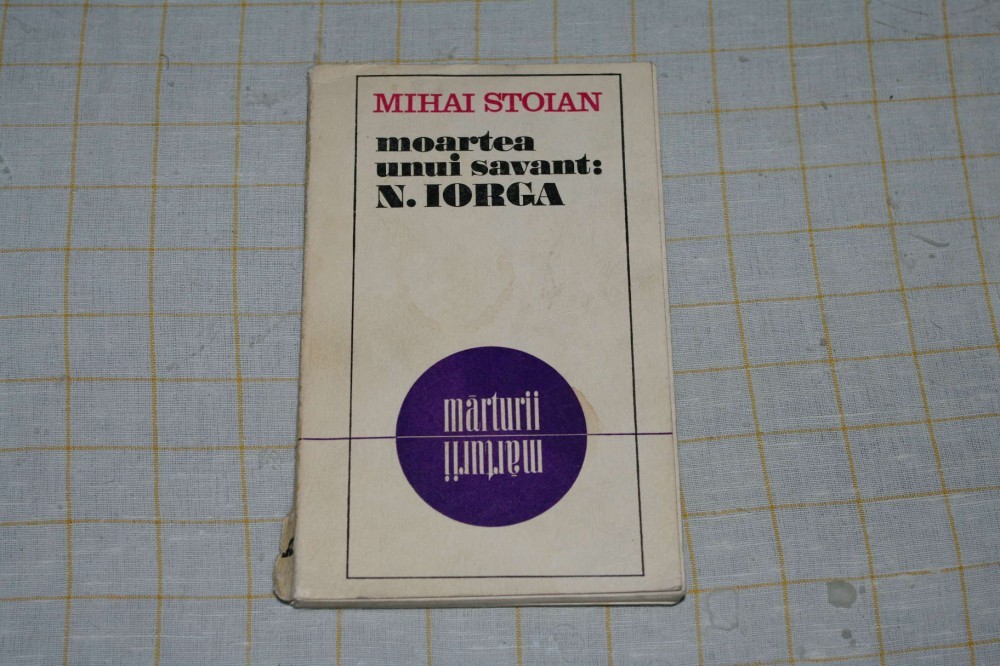 MIHAI STOIAN
moartea
unui savant:
N. IORGA
mărturii
mărturii